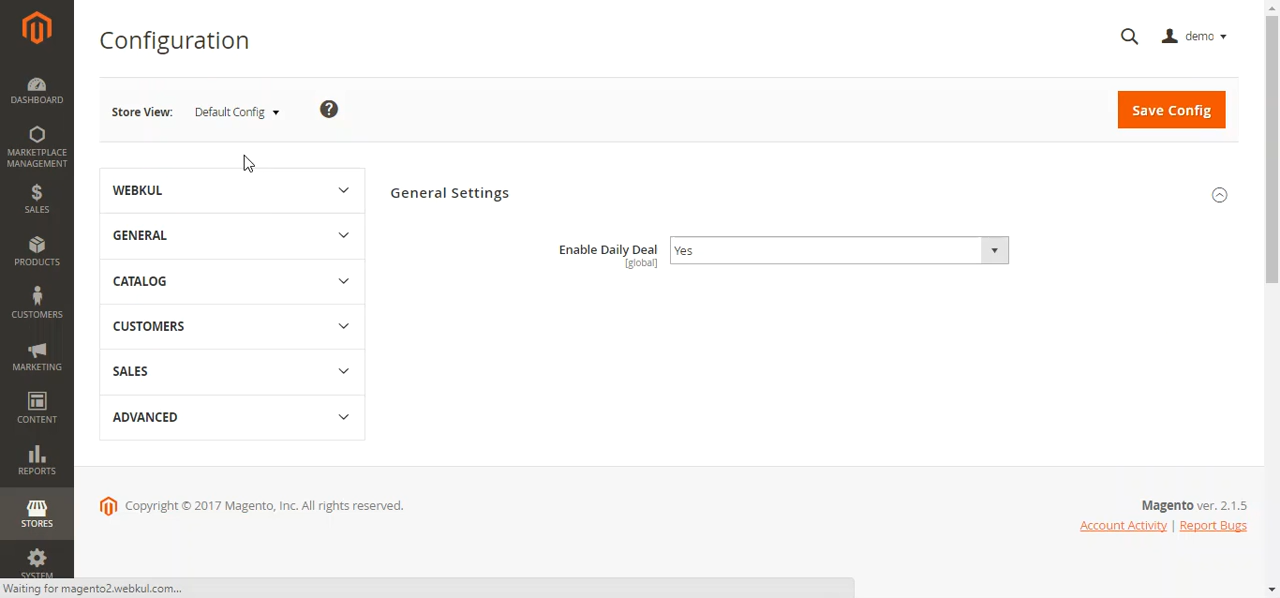 Configuration
demo
Store View: Default Config ?
Save Config
DASHBOARD
MARKETPLACE
MANAGEMENT
SALES
PRODUCTS
CUSTOMERS
MARKETING
CONTENT
REPORTS
STORES
SYSTEM
WEBKUL
GENERAL
CATALOG
CUSTOMERS
SALES
ADVANCED
General Settings
Enable Daily Deal
[global]
Yes
Copyright © 2017 Magento, Inc. All rights reserved.
Magento ver. 2.1.5
Account Activity | Report Bugs
Waiting for magento2.webkul.com...